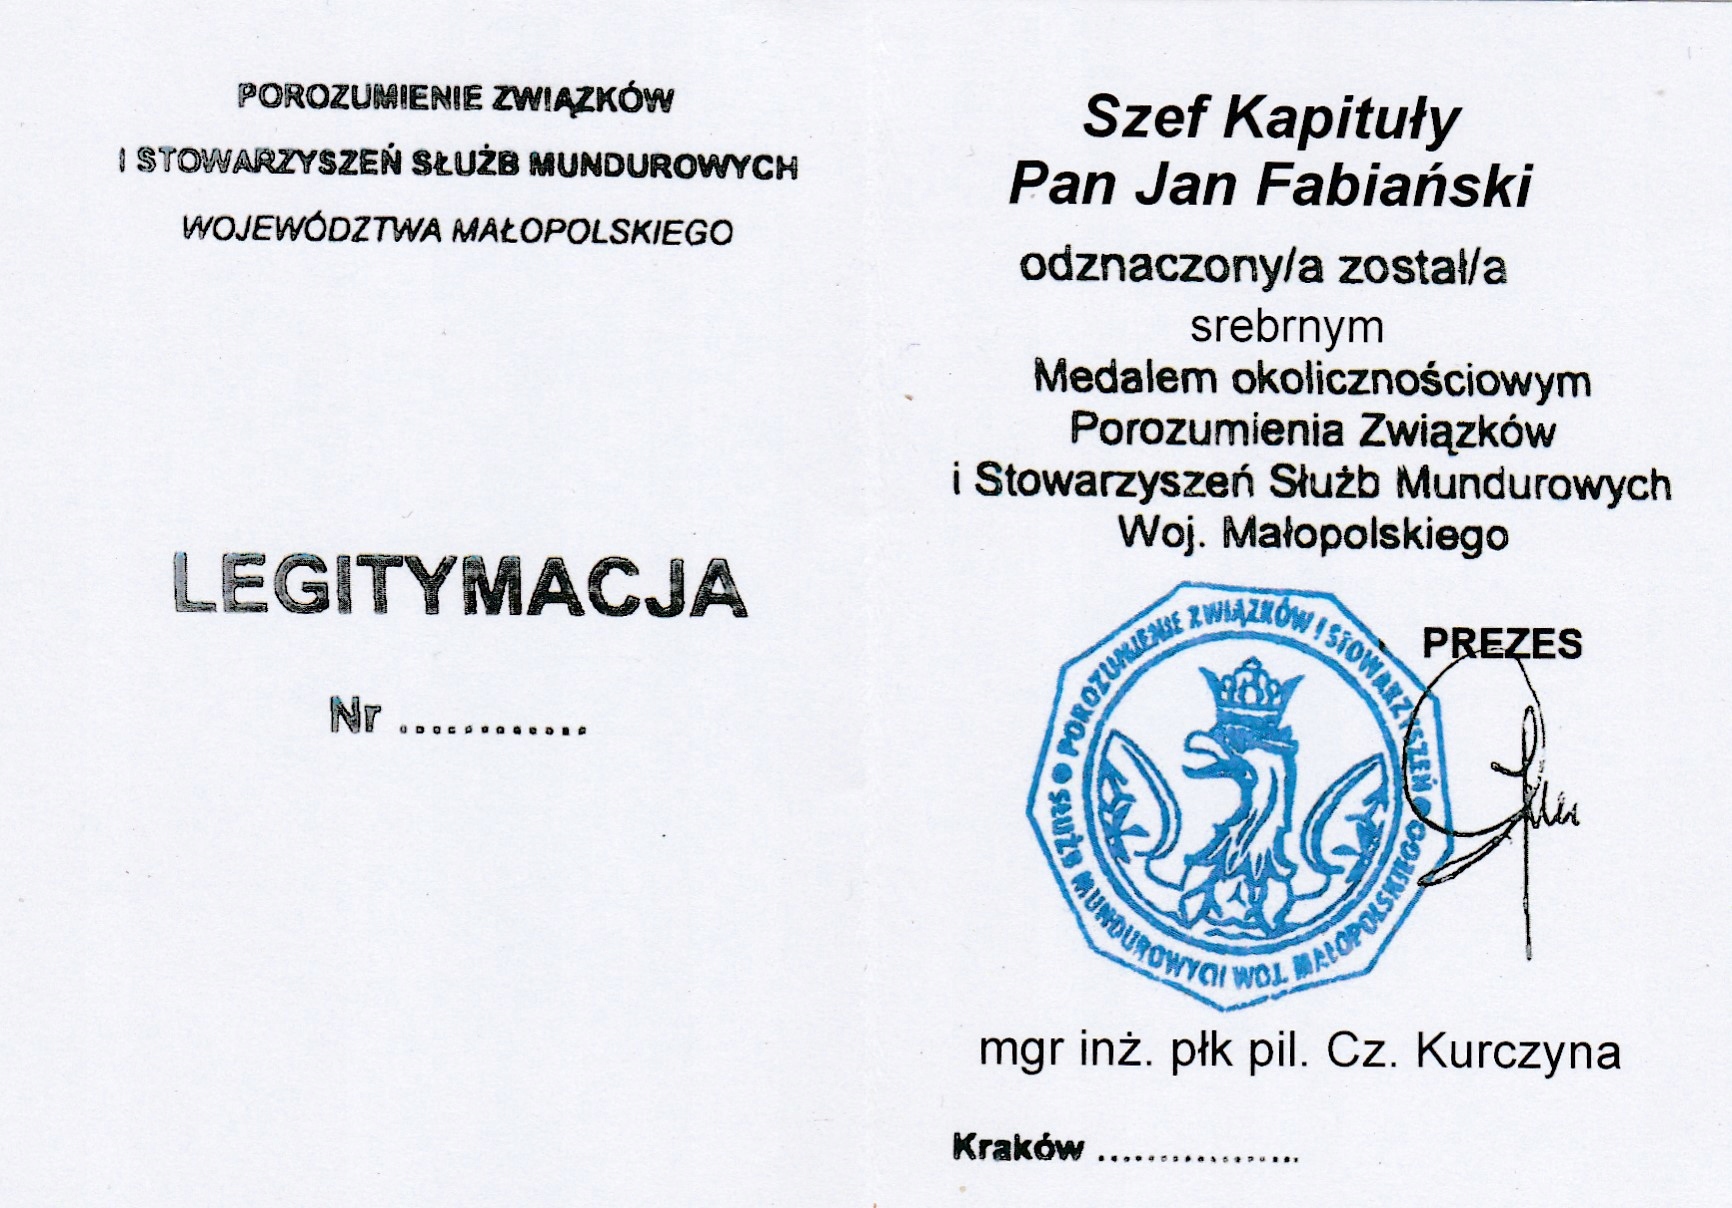 POROZUMIENIE ZWIĄZKÓW
I STOWARZYSZEŃ SŁUŻB MUNDUROWYCH
WOJEWÓDZTWA MAŁOPOLSKIEGO
LEGITYMACJA
Nr .............
Szef Kapituły
Pan Jan Fabiański
odznaczony/a został/a
srebrnym
Medalem okolicznościowym
Porozumienia Związków
i Stowarzyszeń Służb Mundurowych
Woj. Małopolskiego
POROZUMIENIE ZWIĄZKÓW I STOWARZYSZEŃ
SŁUŻB MUNDUROWYCH WOJ. MAŁOPOLSKIEGO
PREZES
mgr inż. płk pil. Cz. Kurczyna
Kraków ....................